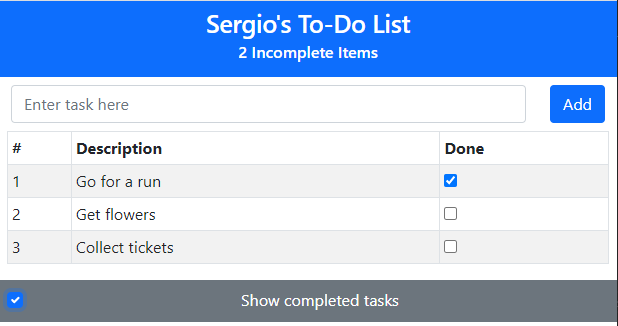 Sergio's To-Do List
2 Incomplete Items
Enter task here
Add
# Description Done
1 Go for a run
2 Get flowers
3 Collect tickets
Show completed tasks